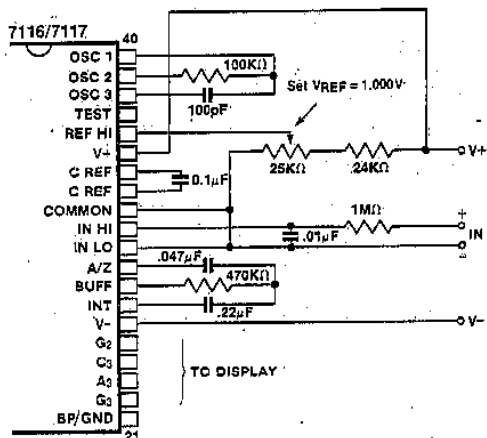 7116/7117
40
OSC 1
OSC 2
OSC 3
TEST
REF HI
V+
C REF
C REF
COMMON
IN HI
IN LO
A/Z
BUFF
INT
V-
G2
C3
A3
G3
BP/GND
21
100KΩ
100pF
Set VREF = 1.000V
25KΩ
24KΩ
V+
0.1µF
1MΩ
+
IN
.01µF
.047µF
470KΩ
.22µF
V-
TO DISPLAY